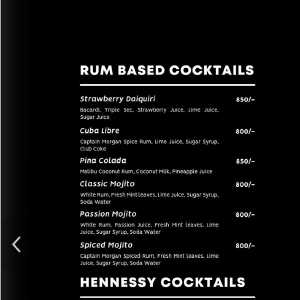 RUM BASED COCKTAILS
Strawberry Daiquiri 850/-
Bacardi, Triple Sec, Strawberry Juice, Lime Juice,
Sugar Juice
Cuba Libre 800/-
Captain Morgan Spice Rum, Lime Juice, Sugar Syrup,
Club Coke
Pina Colada 850/-
Malibu Coconut Rum, Coconut Milk, Pineapple Juice
Classic Mojito 800/-
White Rum, Fresh Mint leaves, Lime Juice, Sugar Syrup,
Soda Water
Passion Mojito 800/-
White Rum, Passion Juice, Fresh Mint Leaves, Lime
Juice, Sugar Syrup, Soda Water
Spiced Mojito 800/-
Captain Morgan Spiced Rum, Fresh Mint Leaves, Lime
Juice, Sugar Syrup, Soda Water
HENNESSY COCKTAILS